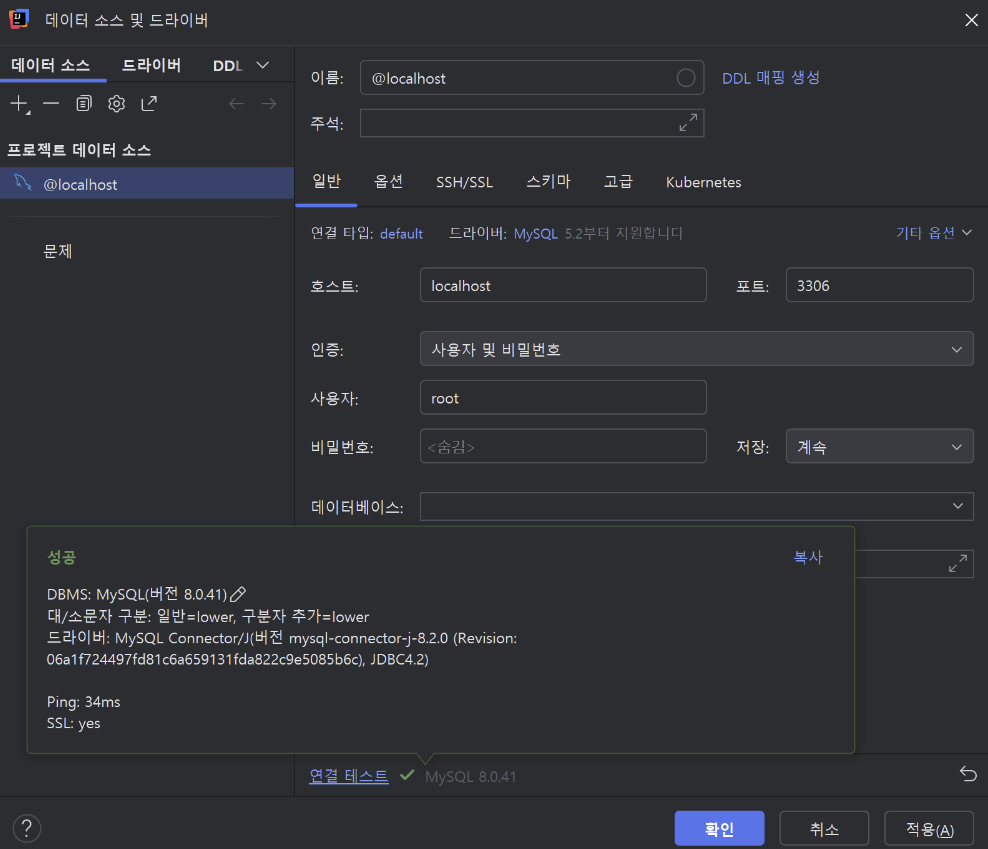 데이터 소스 및 드라이버
데이터 소스 드라이버 DDL
프로젝트 데이터 소스
@localhost
문제
이름: @localhost DDL 매핑 생성
주석:
일반 옵션 SSH/SSL 스키마 고급 Kubernetes
연결 타입: default 드라이버: MySQL 5.2부터 지원합니다 기타 옵션
호스트: localhost 포트: 3306
인증: 사용자 및 비밀번호
사용자: root
비밀번호: <숨김> 저장: 계속
데이터베이스:
성공 복사
DBMS: MySQL(버전 8.0.41)
대/소문자 구분: 일반=lower, 구분자 추가=lower
드라이버: MySQL Connector/J(버전 mysql-connector-j-8.2.0 (Revision:
06a1f724497fd81c6a659131fda822c9e5085b6c), JDBC4.2)
Ping: 34ms
SSL: yes
연결 테스트 MySQL 8.0.41
? 확인 취소 적용(A)